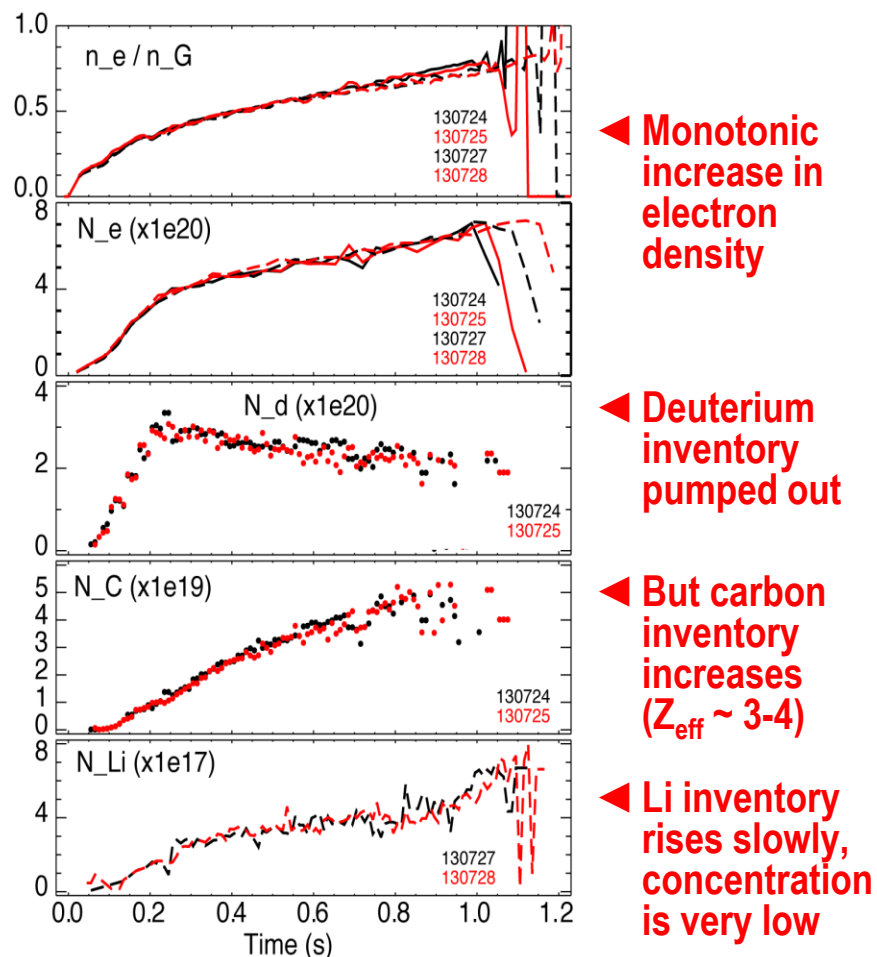 1.0
n_e / n_G
0.5
130724
130725
130727
130728
0.0
◄ Monotonic
increase in
electron
density
8
N_e (x1e20)
4
130724
130725
130727
130728
0
4
N_d (x1e20)
2
130724
130725
0
◄ Deuterium
inventory
pumped out
5
N_C (x1e19)
4
3
2
1
130724
130725
0
◄ But carbon
inventory
increases
(Zeff ~ 3-4)
8
N_Li (x1e17)
4
130727
130728
0
◄ Li inventory
rises slowly,
concentration
is very low
0.0 0.2 0.4 0.6 0.8 1.0 1.2
Time (s)